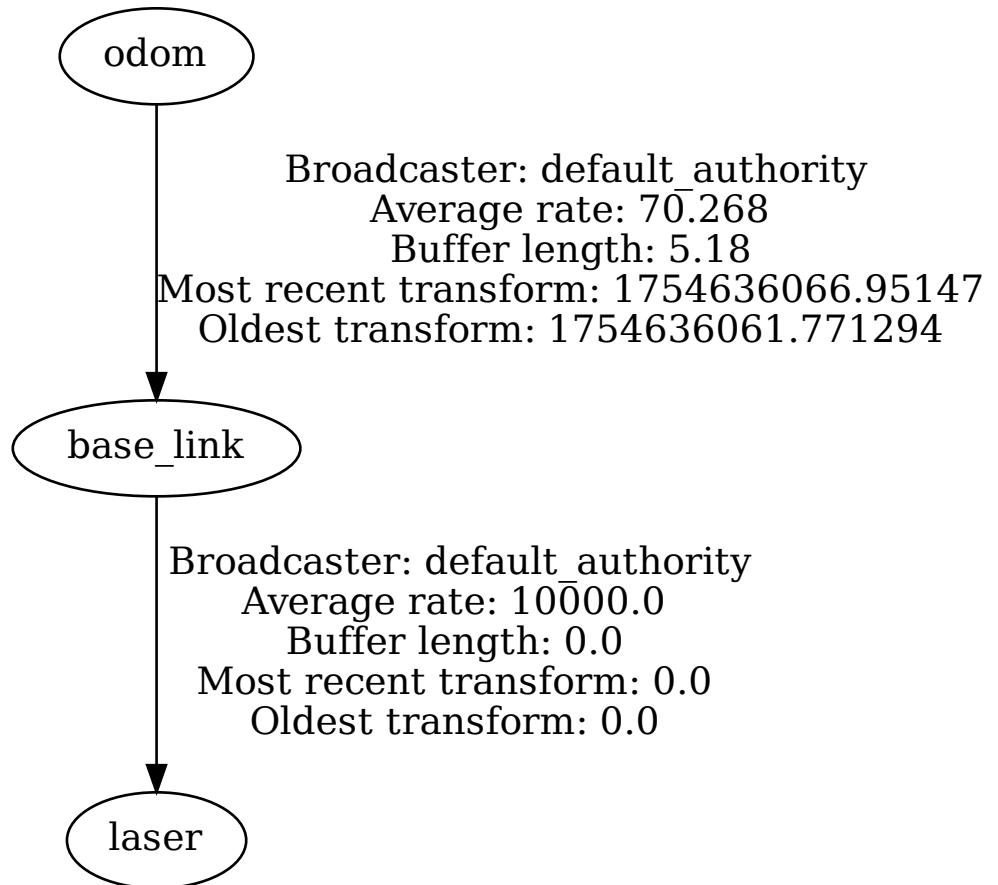 odom
Broadcaster: default_authority
Average rate: 70.268
Buffer length: 5.18
Most recent transform: 1754636066.95147
Oldest transform: 1754636061.771294
base_link
Broadcaster: default_authority
Average rate: 10000.0
Buffer length: 0.0
Most recent transform: 0.0
Oldest transform: 0.0
laser